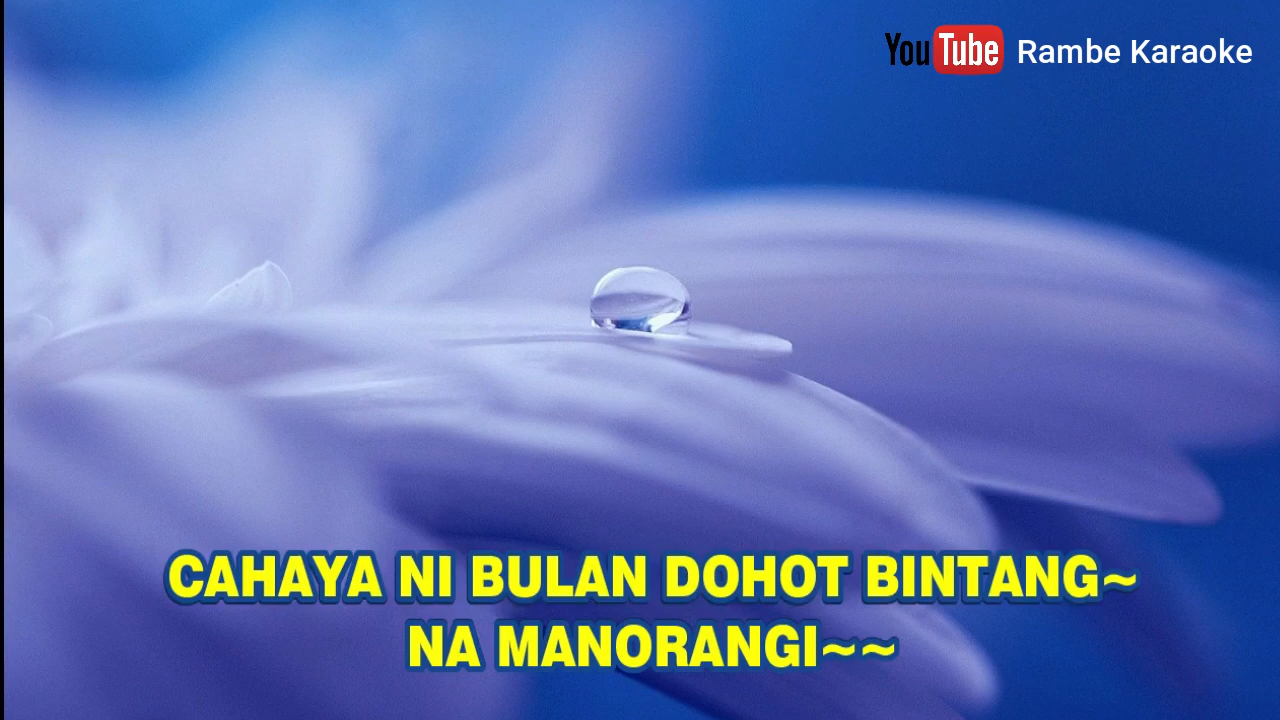 YouTube Rambe Karaoke
CAHAYA NI BULAN DOHOT BINTANG~
NA MANORANGI~~